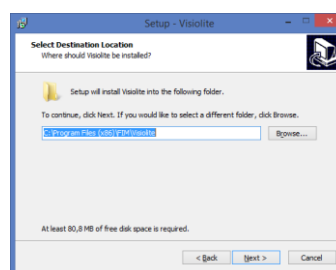 Setup - Visiolite
Select Destination Location
Where should Visiolite be installed?
Setup will install Visiolite into the following folder.
To continue, click Next. If you would like to select a different folder, click Browse.
C:\Program Files (x86)\FIM\Visiolite
Browse...
At least 80,8 MB of free disk space is required.
< Back
Next >
Cancel